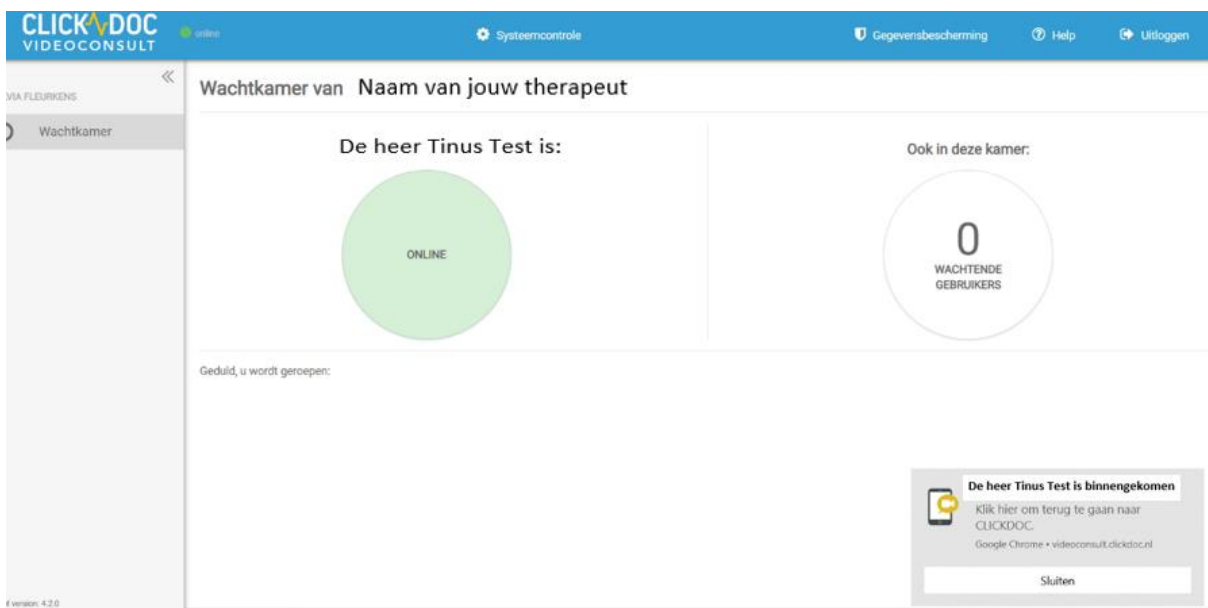 CLICK DOC
VIDEOCONSULT
online
Systeemcontrole
Gegevensbescherming
Help
Uitloggen
VIA FLEURKENS
Wachtkamer
Wachtkamer van Naam van jouw therapeut
De heer Tinus Test is:
ONLINE
Ook in deze kamer:
0
WACHTENDE
GEBRUIKERS
Geduld, u wordt geroepen:
De heer Tinus Test is binnengekomen
Klik hier om terug te gaan naar
CLICKDOC.
Google Chrome • videoconsult.clickdoc.nl
Sluiten
version: 4.2.0